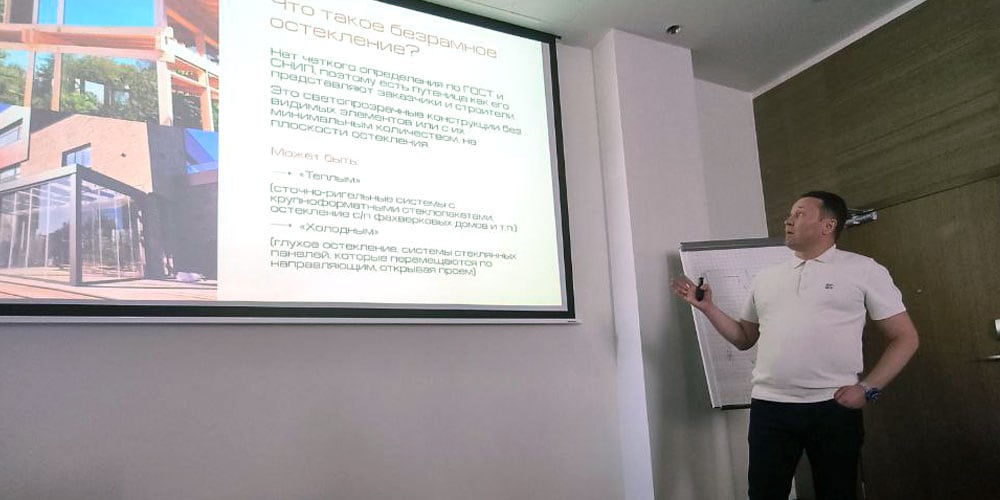 Что такое безрамное
остекление?
Нет четкого определения по ГОСТ и
СНИП, поэтому есть путаница как его
представляют заказчики и строители.
Это светопрозрачные конструкции без
видимых элементов или с их
минимальным количеством, на
плоскости остекления
Может быть:
→ «Теплым»
(сточно-ригельные системы с
крупноформатными стеклопакетами,
остекление с/п фахверковых домов и т.п)
→ «Холодным»
(глухое остекление, системы стеклянных
панелей, которые перемещаются по
направляющим, открывая проем)